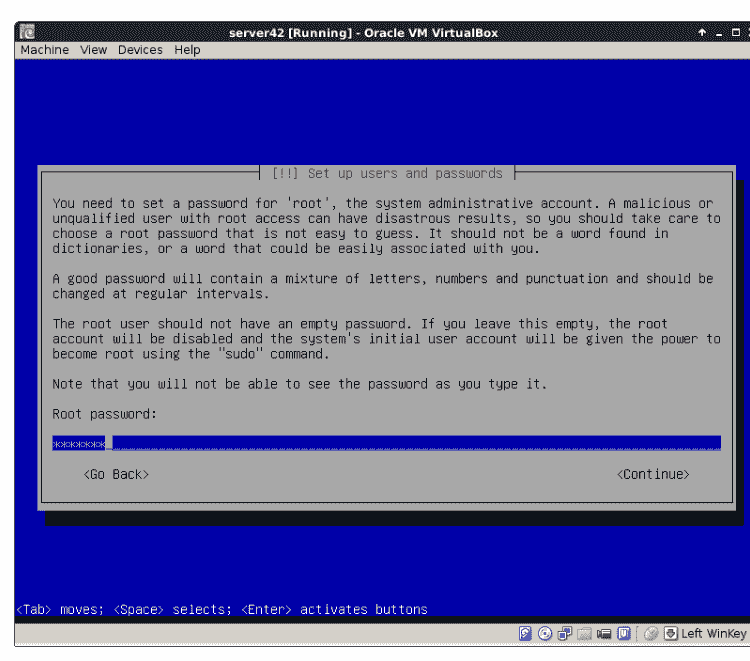 server42 [Running] - Oracle VM VirtualBox
Machine View Devices Help
[!!] Set up users and passwords
You need to set a password for 'root', the system administrative account. A malicious or
unqualified user with root access can have disastrous results, so you should take care to
choose a root password that is not easy to guess. It should not be a word found in
dictionaries, or a word that could be easily associated with you.
A good password will contain a mixture of letters, numbers and punctuation and should be
changed at regular intervals.
The root user should not have an empty password. If you leave this empty, the root
account will be disabled and the system's initial user account will be given the power to
become root using the "sudo" command.
Note that you will not be able to see the password as you type it.
Root password:
********
<Go Back> <Continue>
<Tab> moves; <Space> selects; <Enter> activates buttons
Left WinKey